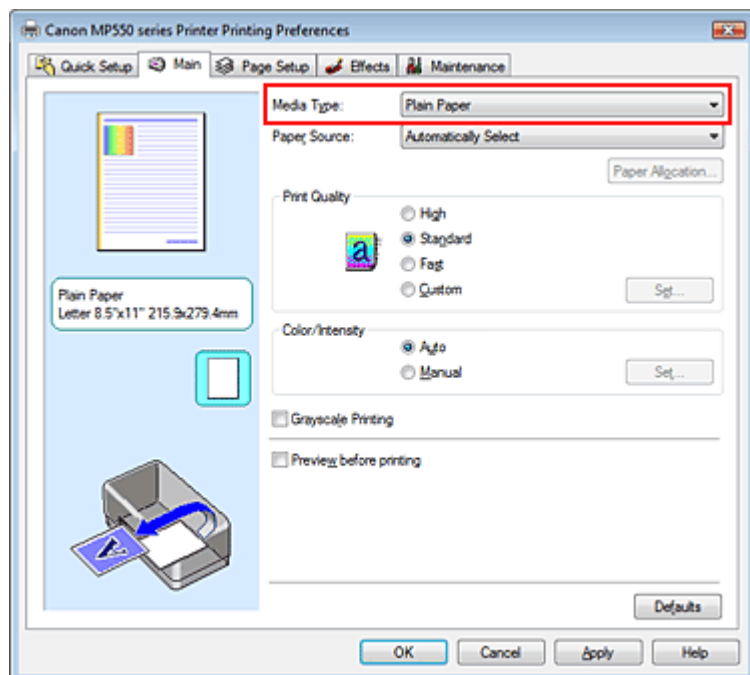 Canon MP550 series Printer Printing Preferences
Quick Setup Main Page Setup Effects Maintenance
Media Type: Plain Paper
Paper Source: Automatically Select
Paper Allocation...
Print Quality
High
a Standard
Fast
Custom Set...
Plain Paper
Letter 8.5"x11" 215.9x279.4mm
Color/Intensity
Auto
Manual Set...
Grayscale Printing
Preview before printing
A
Defaults
OK Cancel Apply Help